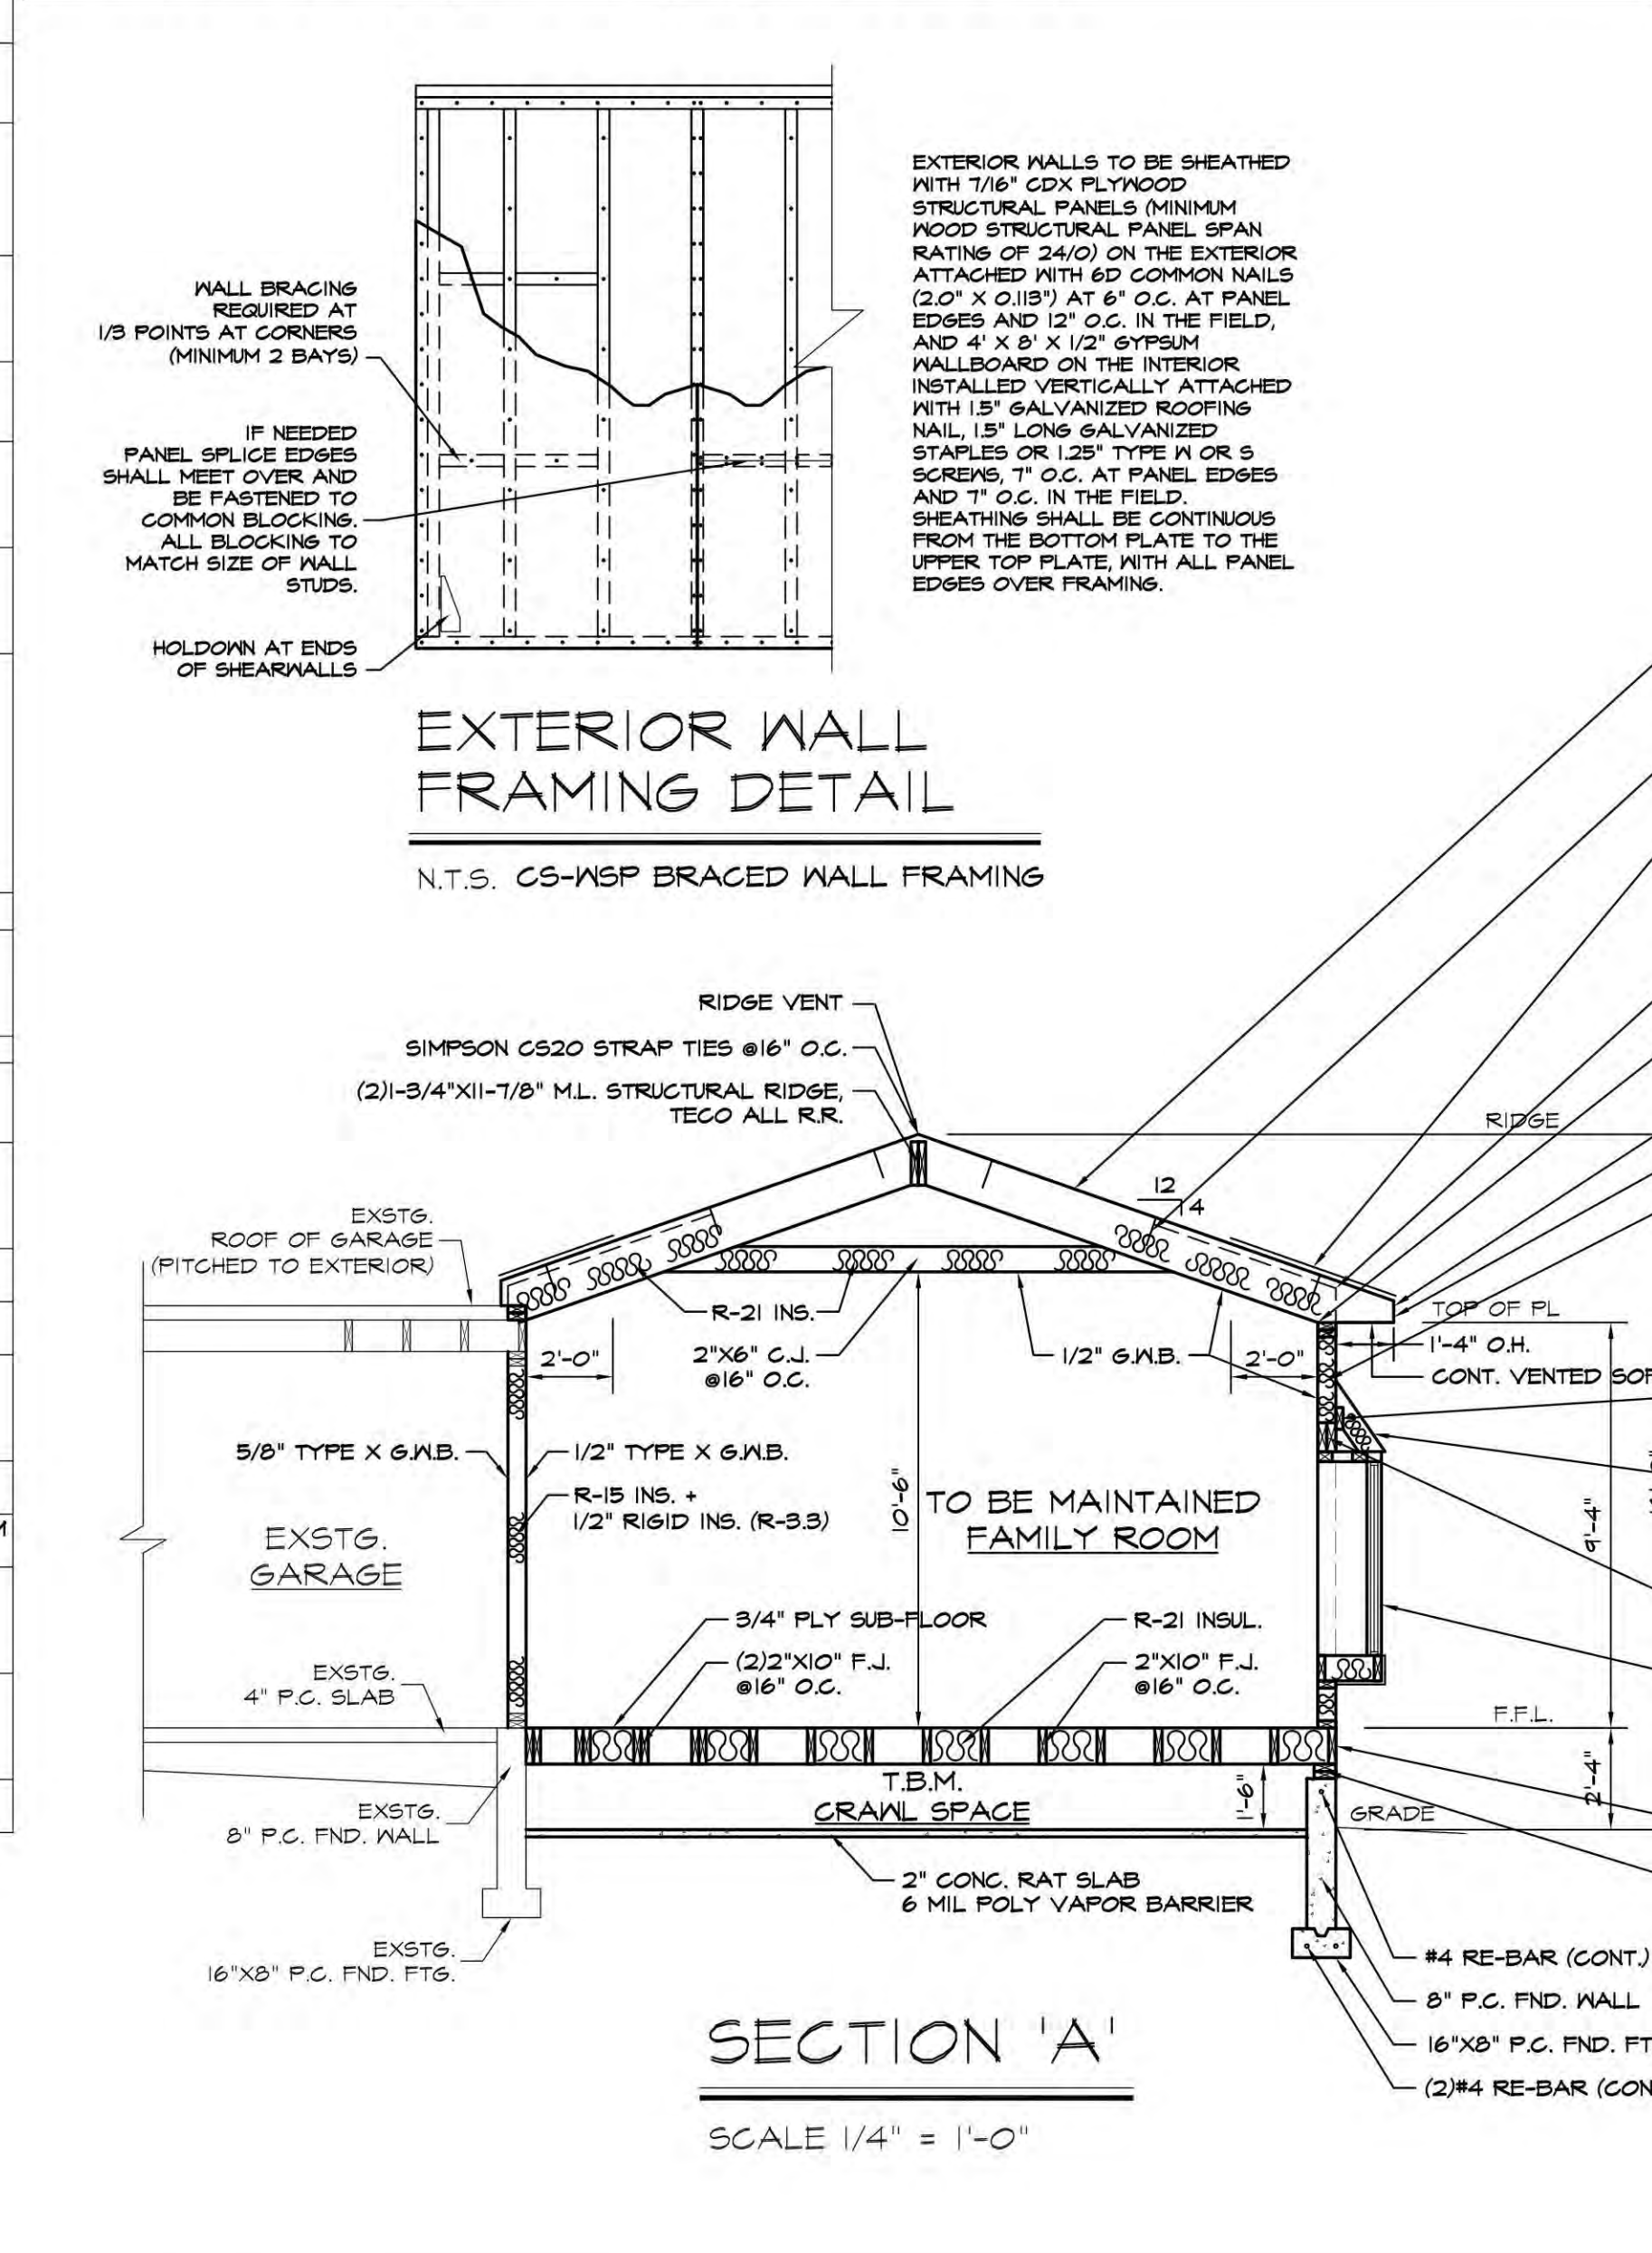 WALL BRACING
REQUIRED AT
1/3 POINTS AT CORNERS
(MINIMUM 2 BAYS)
IF NEEDED
PANEL SPLICE EDGES
SHALL MEET OVER AND
BE FASTENED TO
COMMON BLOCKING.
ALL BLOCKING TO
MATCH SIZE OF WALL
STUDS.
HOLDOWN AT ENDS
OF SHEARWALLS
EXTERIOR WALLS TO BE SHEATHED
WITH 7/16" CDX PLYWOOD
STRUCTURAL PANELS (MINIMUM
WOOD STRUCTURAL PANEL SPAN
RATING OF 24/0) ON THE EXTERIOR
ATTACHED WITH 6D COMMON NAILS
(2.0" X 0.113") AT 6" O.C. AT PANEL
EDGES AND 12" O.C. IN THE FIELD,
AND 4' X 8' X 1/2" GYPSUM
WALLBOARD ON THE INTERIOR
INSTALLED VERTICALLY ATTACHED
WITH 1.5" GALVANIZED ROOFING
NAIL, 1.5" LONG GALVANIZED
STAPLES OR 1.25" TYPE W OR S
SCREWS, 7" O.C. AT PANEL EDGES
AND 7" O.C. IN THE FIELD.
SHEATHING SHALL BE CONTINUOUS
FROM THE BOTTOM PLATE TO THE
UPPER TOP PLATE, WITH ALL PANEL
EDGES OVER FRAMING.
EXTERIOR WALL
FRAMING DETAIL
N.T.S. CS-WSP BRACED WALL FRAMING
RIDGE VENT
SIMPSON CS20 STRAP TIES @16" O.C.
(2)1-3/4"X11-7/8" M.L. STRUCTURAL RIDGE,
TECO ALL R.R.
RIDGE
12
4
EXSTG.
ROOF OF GARAGE
(PITCHED TO EXTERIOR)
R-21 INS.
TOP OF PL
2'-0"
2"X6" C.J.
@16" O.C.
1/2" G.W.B.
2'-0"
1'-4" O.H.
CONT. VENTED SOF
5/8" TYPE X G.W.B.
1/2" TYPE X G.W.B.
R-15 INS. +
1/2" RIGID INS. (R-3.3)
10'-6"
TO BE MAINTAINED
FAMILY ROOM
9'-4"
M
EXSTG.
GARAGE
3/4" PLY SUB-FLOOR
R-21 INSUL.
(2)2"X10" F.J.
@16" O.C.
2"X10" F.J.
@16" O.C.
EXSTG.
4" P.C. SLAB
F.F.L.
T.B.M.
CRAWL SPACE
1'-6"
2'-4"
GRADE
EXSTG.
8" P.C. FND. WALL
2" CONC. RAT SLAB
6 MIL POLY VAPOR BARRIER
EXSTG.
16"X8" P.C. FND. FTG.
#4 RE-BAR (CONT.)
8" P.C. FND. WALL
16"X8" P.C. FND. FT
(2)#4 RE-BAR (CON
SECTION 'A'
SCALE 1/4" = 1'-0"